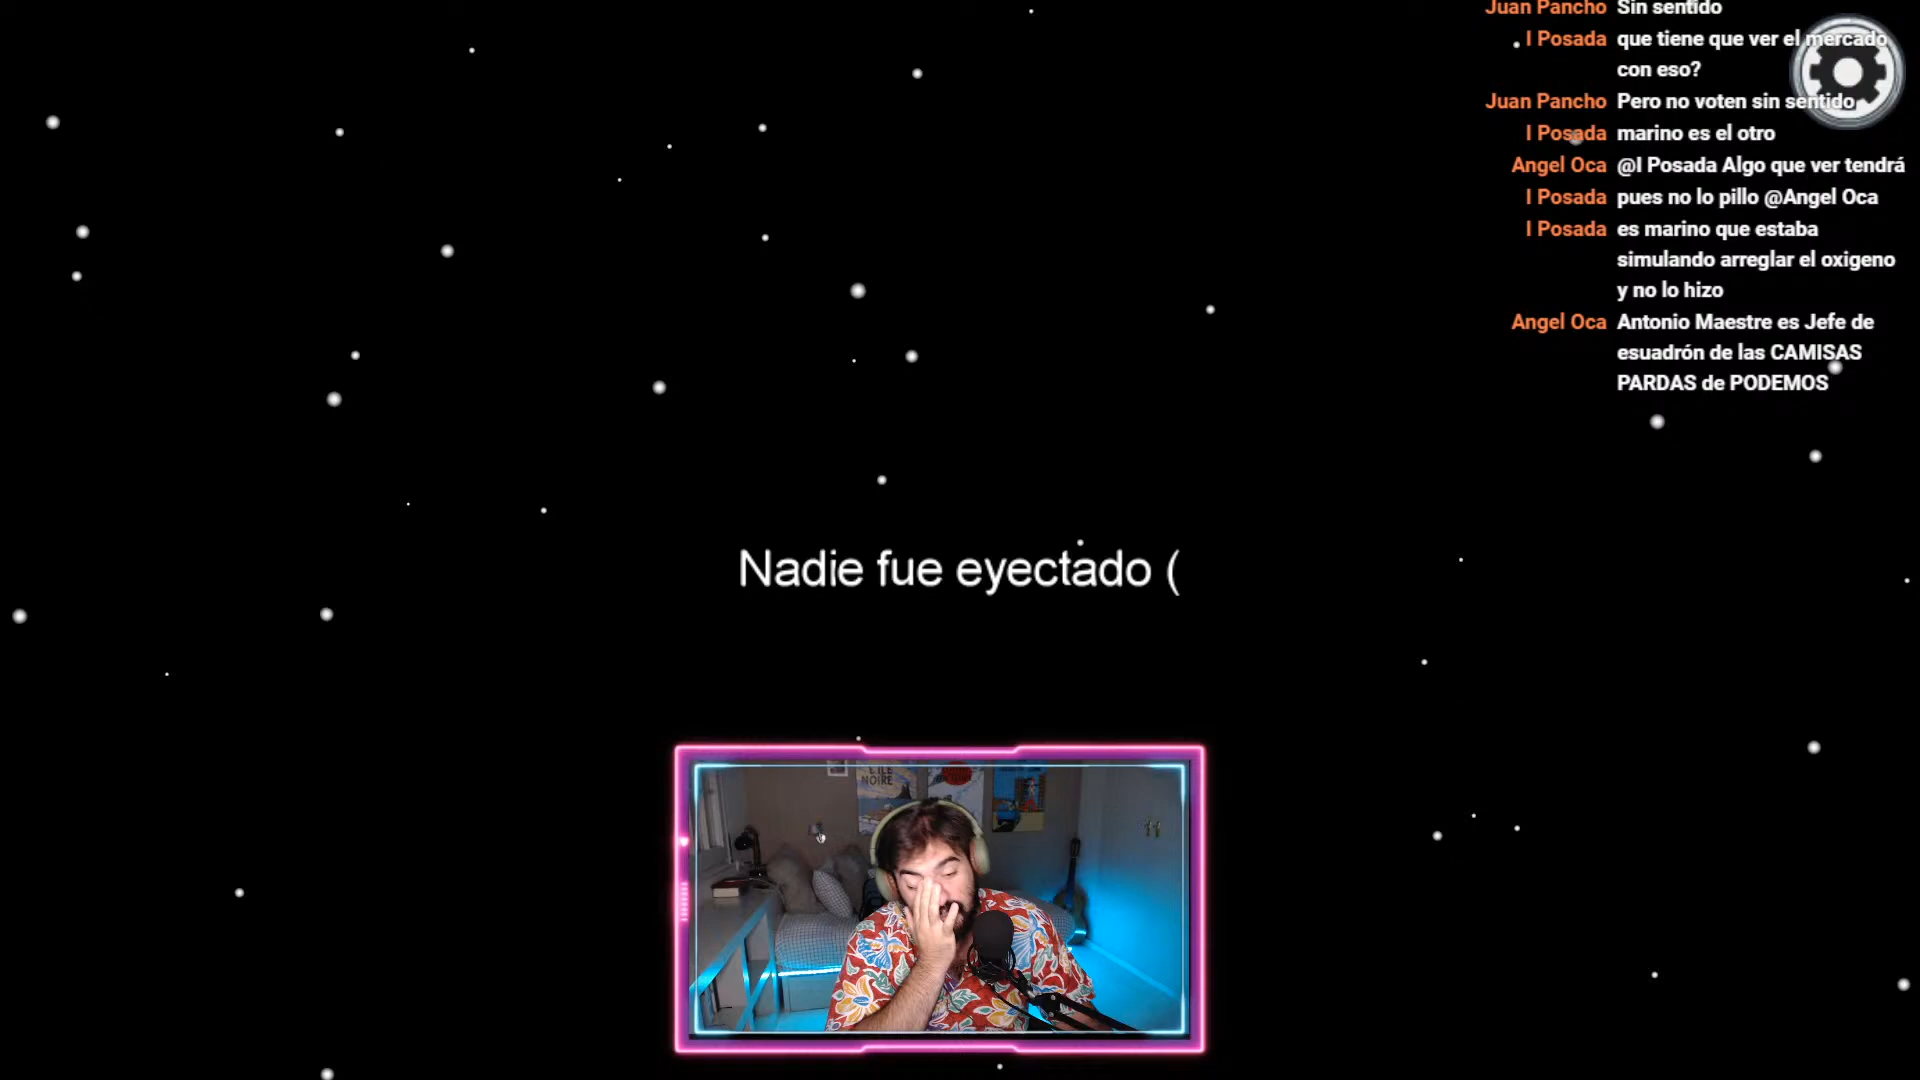 Juan Pancho Sin sentido
I Posada que tiene que ver el mercado
con eso?
Juan Pancho Pero no voten sin sentido
I Posada marino es el otro
Angel Oca @I Posada Algo que ver tendrá
I Posada pues no lo pillo @Angel Oca
I Posada es marino que estaba
simulando arreglar el oxigeno
y no lo hizo
Angel Oca Antonio Maestre es Jefe de
esuadrón de las CAMISAS
PARDAS de PODEMOS
Nadie fue eyectado (
L'ÎLE
NOIRE